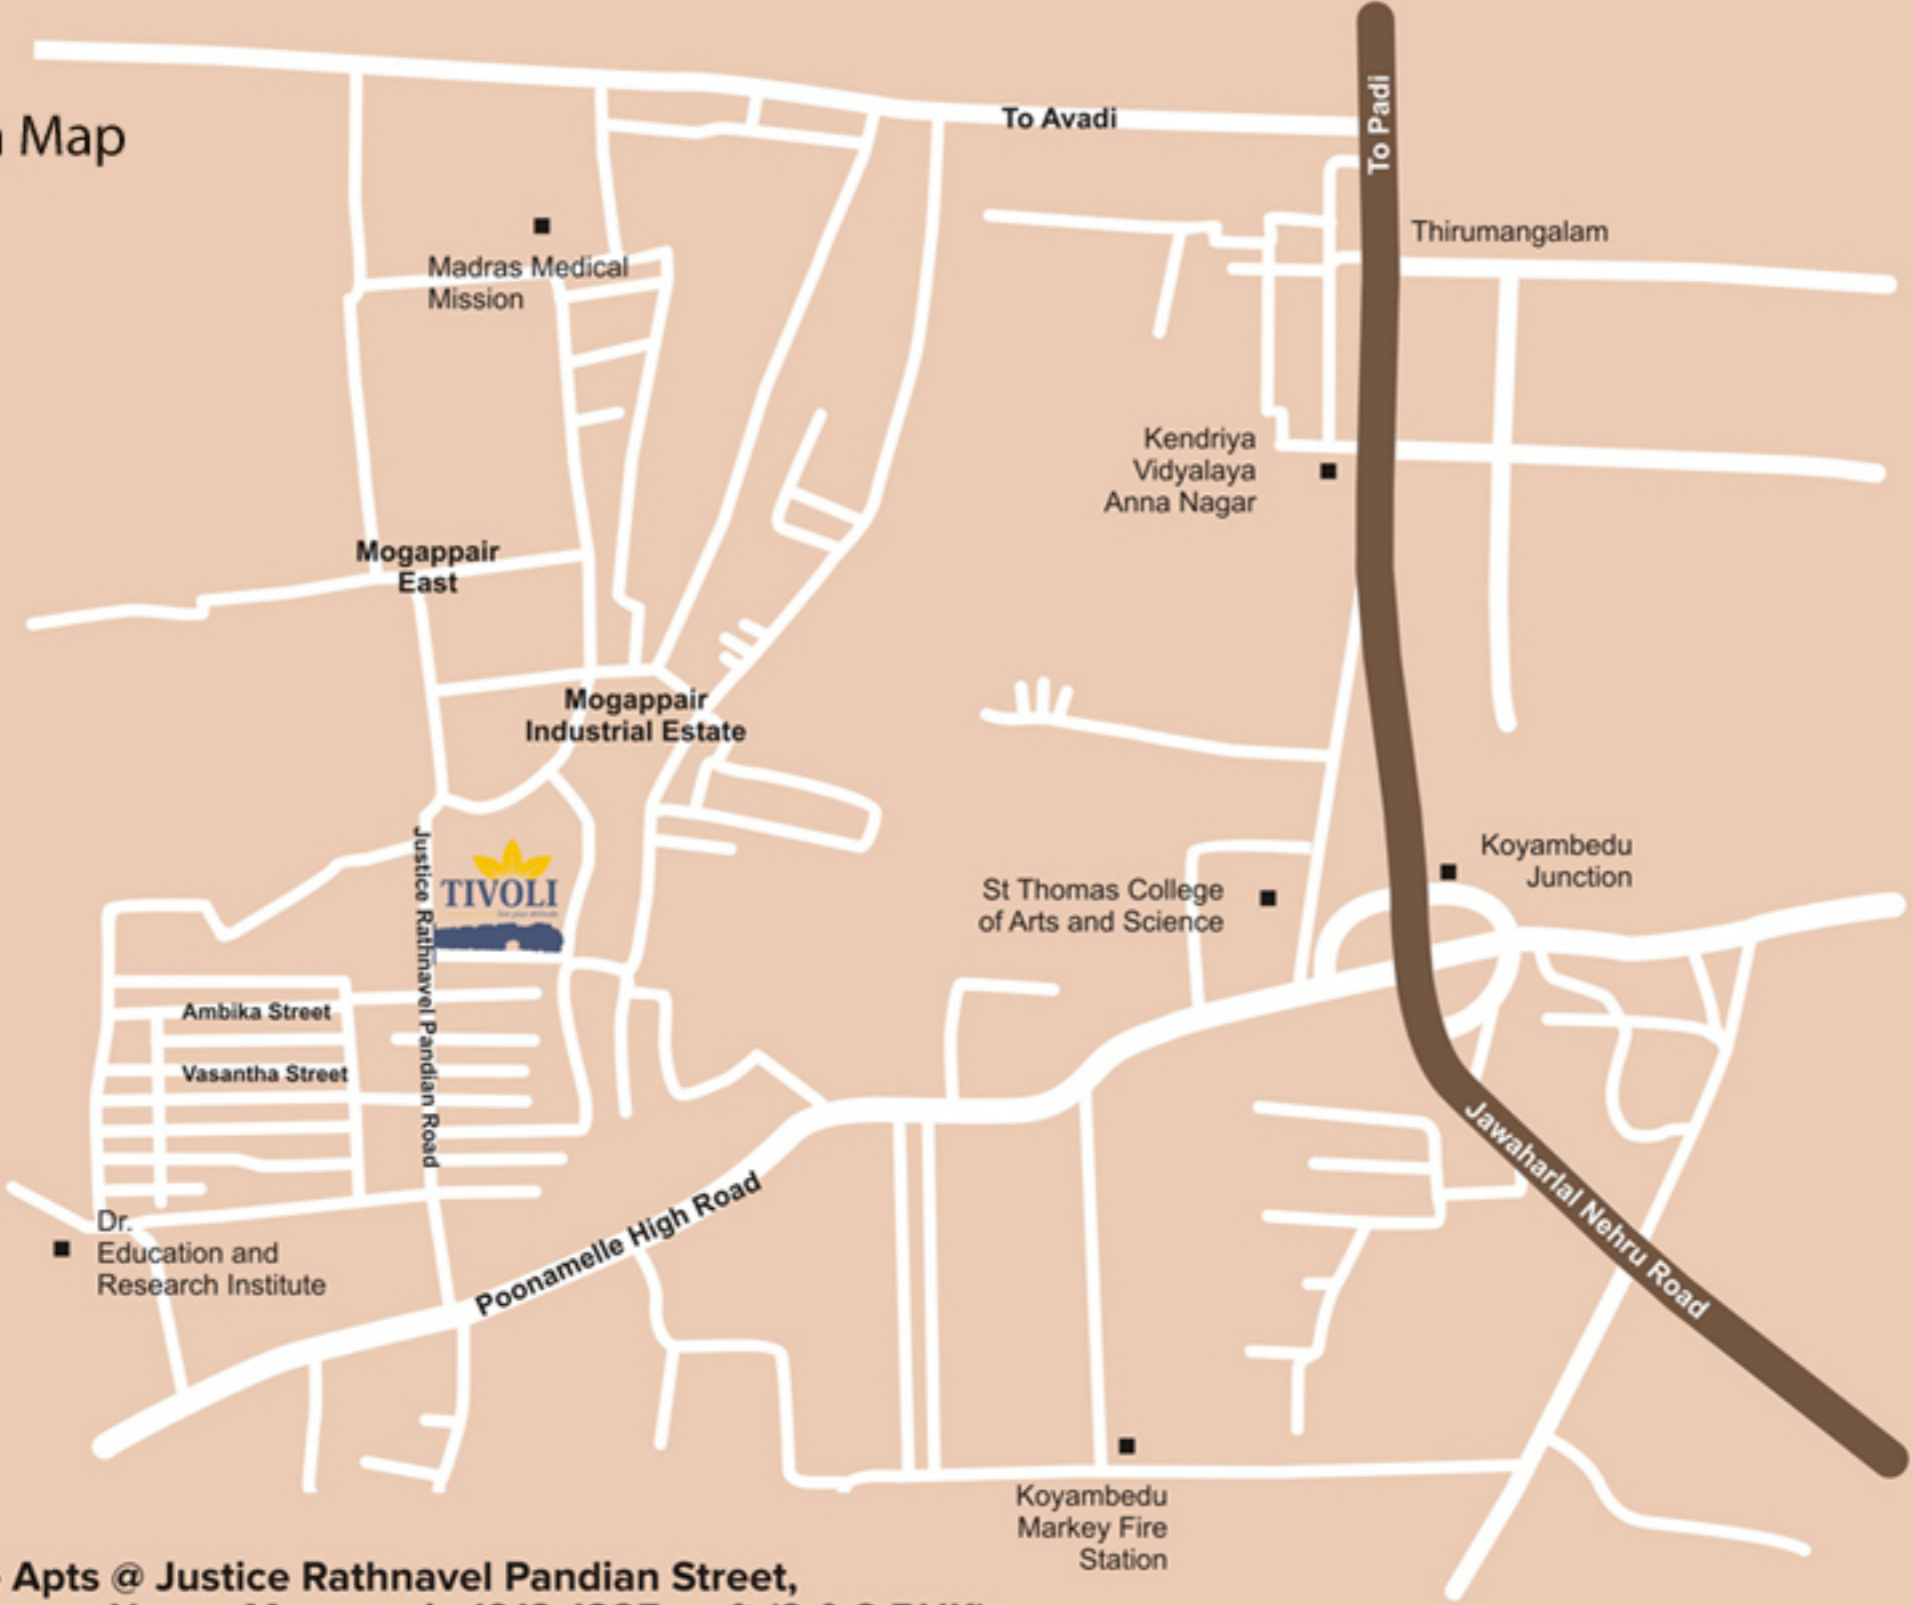 Map
To Avadi
To Padi
Thirumangalam
Madras Medical
Mission
Kendriya
Vidyalaya
Anna Nagar
Mogappair
East
Mogappair
Industrial Estate
Koyambedu
Junction
St Thomas College
of Arts and Science
TIVOLI
Justice Rathnavel Pandian Road
Ambika Street
Vasantha Street
Jawaharlal Nehru Road
Poonamelle High Road
Dr.
Education and
Research Institute
Koyambedu
Markey Fire
Station
Apts @ Justice Rathnavel Pandian Street,